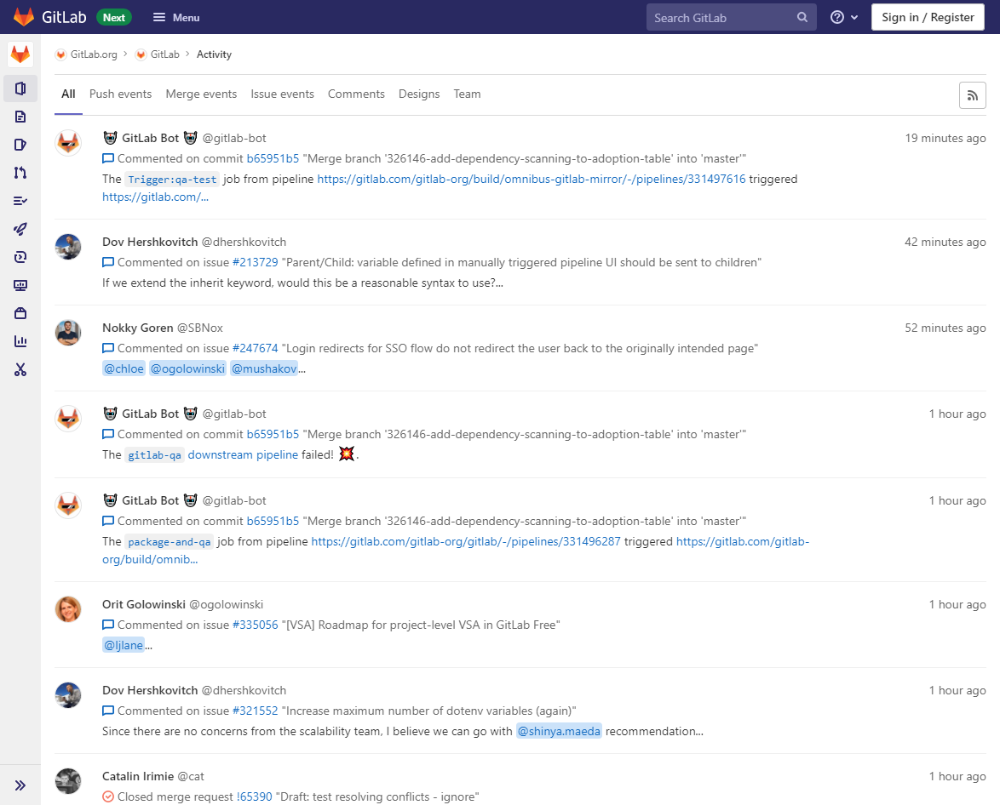 GitLab Next Menu Search GitLab Sign in / Register
GitLab.org › GitLab › Activity
All Push events Merge events Issue events Comments Designs Team
GitLab Bot @gitlab-bot 19 minutes ago
Commented on commit b65951b5 "Merge branch '326146-add-dependency-scanning-to-adoption-table' into 'master'"
The Trigger:qa-test job from pipeline https://gitlab.com/gitlab-org/build/omnibus-gitlab-mirror/-/pipelines/331497616 triggered
https://gitlab.com/...
Dov Hershkovitch @dhershkovitch 42 minutes ago
Commented on issue #213729 "Parent/Child: variable defined in manually triggered pipeline UI should be sent to children"
If we extend the inherit keyword, would this be a reasonable syntax to use?...
Nokky Goren @SBNox 52 minutes ago
Commented on issue #247674 "Login redirects for SSO flow do not redirect the user back to the originally intended page"
@chloe @ogolowinski @mushakov...
GitLab Bot @gitlab-bot 1 hour ago
Commented on commit b65951b5 "Merge branch '326146-add-dependency-scanning-to-adoption-table' into 'master'"
The gitlab-qa downstream pipeline failed! 💥.
GitLab Bot @gitlab-bot 1 hour ago
Commented on commit b65951b5 "Merge branch '326146-add-dependency-scanning-to-adoption-table' into 'master'"
The package-and-qa job from pipeline https://gitlab.com/gitlab-org/gitlab/-/pipelines/331496287 triggered https://gitlab.com/gitlab-
org/build/omnib...
Orit Golowinski @ogolowinski 1 hour ago
Commented on issue #335056 "[VSA] Roadmap for project-level VSA in GitLab Free"
@ljlane...
Dov Hershkovitch @dhershkovitch 1 hour ago
Commented on issue #321552 "Increase maximum number of dotenv variables (again)"
Since there are no concerns from the scalability team, I believe we can go with @shinya.maeda recommendation...
Catalin Irimie @cat 1 hour ago
Closed merge request !65390 "Draft: test resolving conflicts - ignore"